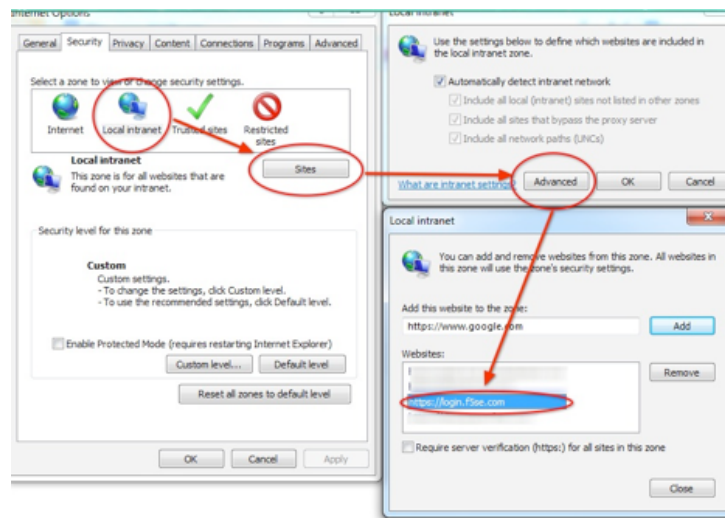 Internet Options
General Security Privacy Content Connections Programs Advanced
Select a zone to view or change security settings.
Internet
Local intranet
Trusted sites
Restricted
sites
Local intranet
This zone is for all websites that are
found on your intranet.
Sites
Security level for this zone
Custom
Custom settings.
- To change the settings, click Custom level.
- To use the recommended settings, click Default level.
Enable Protected Mode (requires restarting Internet Explorer)
Custom level... Default level
Reset all zones to default level
OK Cancel Apply
Local intranet
Use the settings below to define which websites are included in
the local intranet zone.
Automatically detect intranet network
Include all local (intranet) sites not listed in other zones
Include all sites that bypass the proxy server
Include all network paths (UNCs)
What are intranet settings? Advanced OK Cancel
Local intranet
You can add and remove websites from this zone. All websites in
this zone will use the zone's security settings.
Add this website to the zone:
https://www.google.com Add
Websites:
Remove
https://login.f5se.com
Require server verification (https:) for all sites in this zone
Close